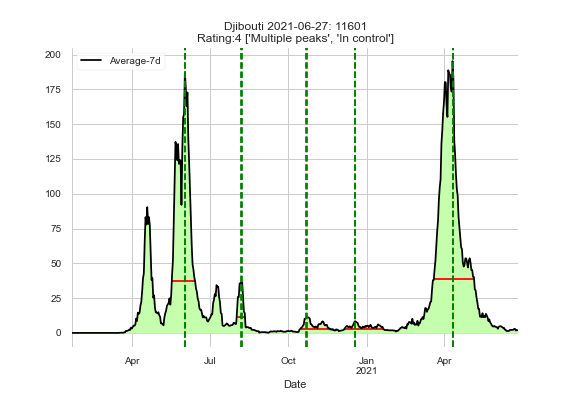 Djibouti 2021-06-27: 11601
Rating:4 ['Multiple peaks', 'In control']
Average-7d
200
175
150
125
100
75
50
25
0
Apr Jul Oct Jan Apr
2021
Date